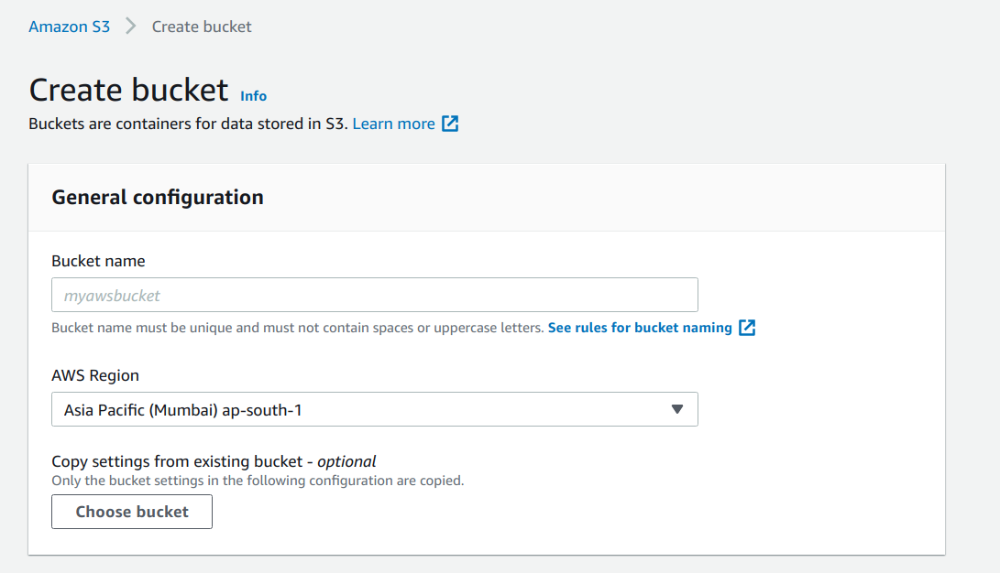 Amazon S3 > Create bucket
Create bucket Info
Buckets are containers for data stored in S3. Learn more
General configuration
Bucket name
myawsbucket
Bucket name must be unique and must not contain spaces or uppercase letters. See rules for bucket naming
AWS Region
Asia Pacific (Mumbai) ap-south-1
Copy settings from existing bucket - optional
Only the bucket settings in the following configuration are copied.
Choose bucket